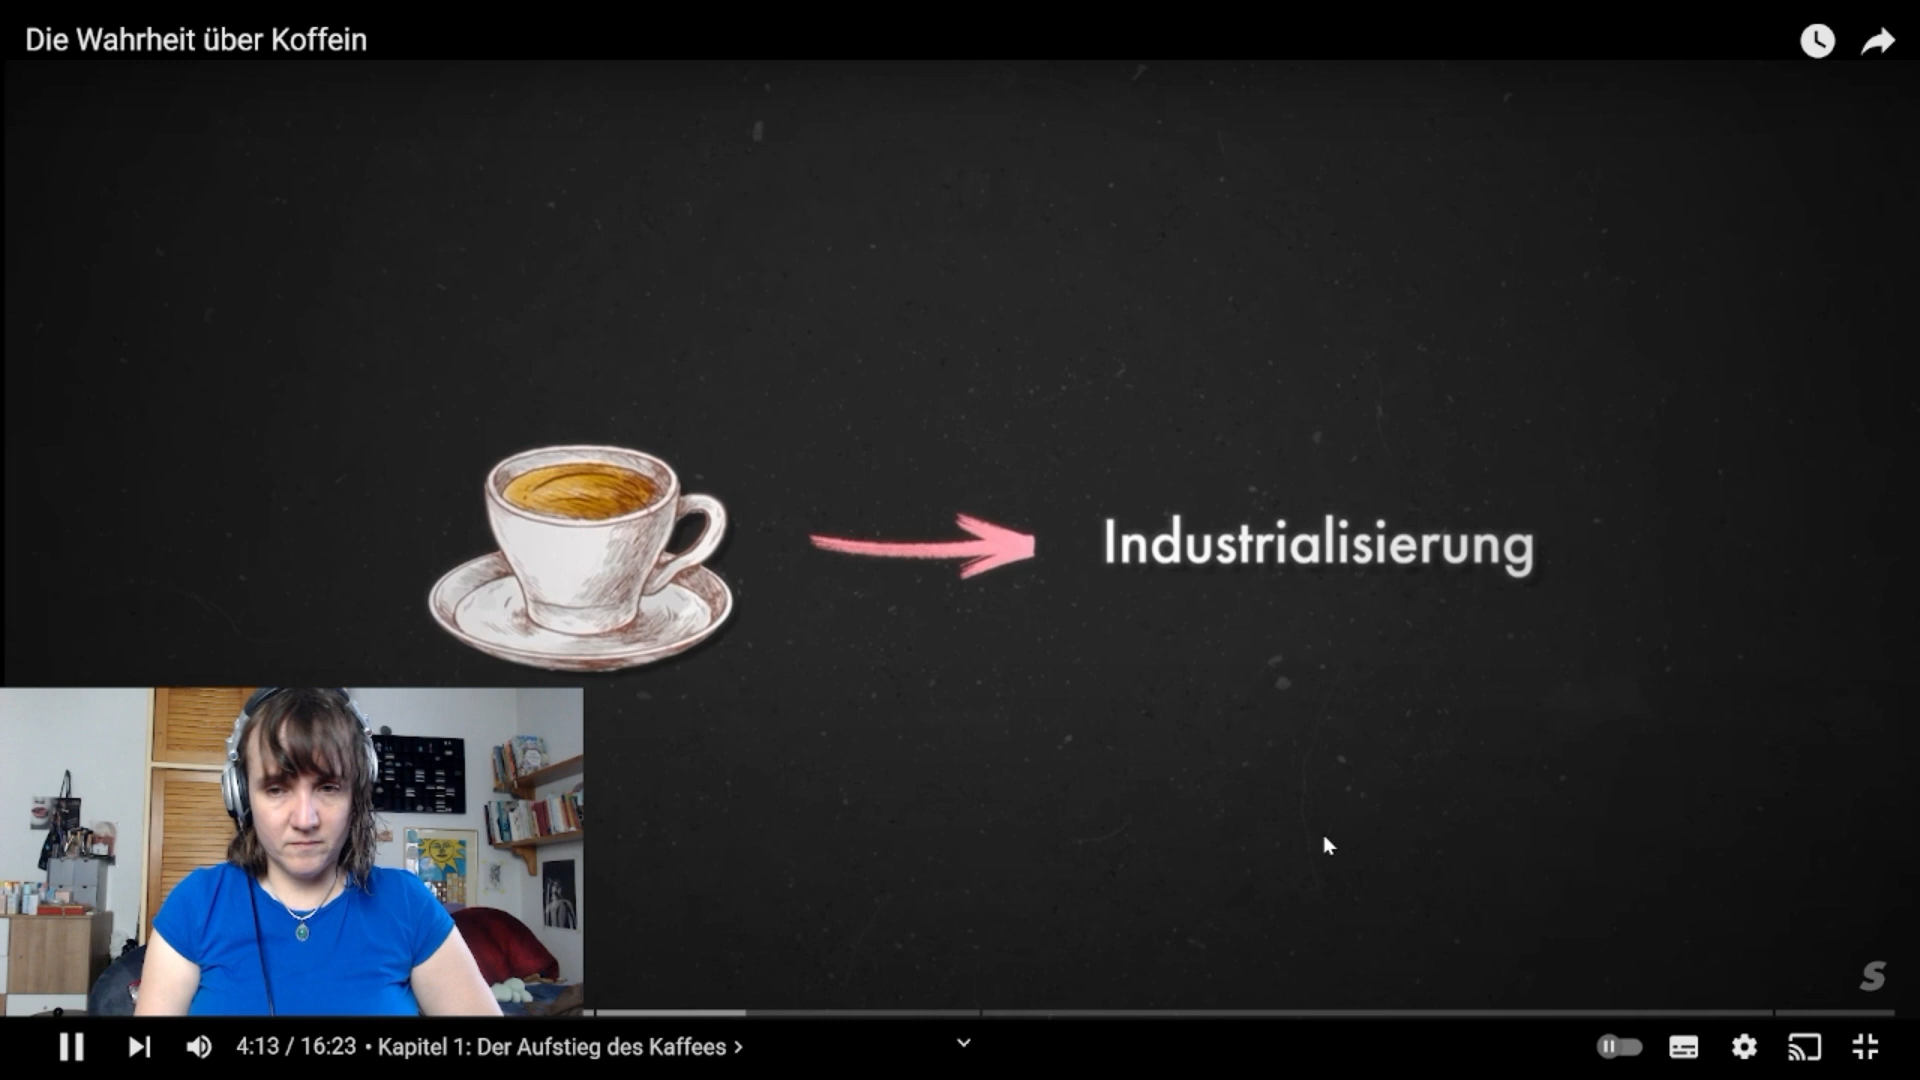 Die Wahrheit über Koffein
Industrialisierung
S
4:13 / 16:23 • Kapitel 1: Der Aufstieg des Kaffees >